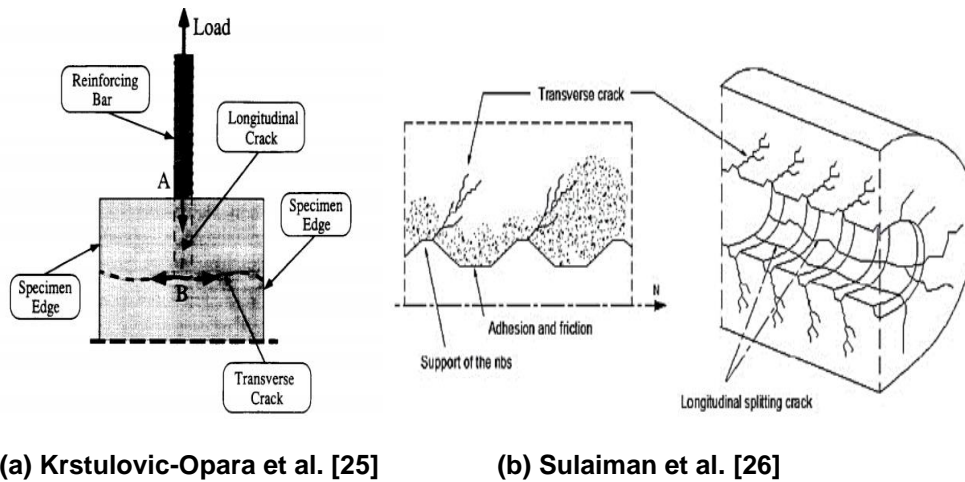 Load
Reinforcing
Bar
Longitudinal
Crack
A
Specimen
Edge
Specimen
Edge
B
Transverse
Crack
Transverse crack
N
Adhesion and friction
Support of the ribs
Longitudinal splitting crack
(a) Krstulovic-Opara et al. [25]
(b) Sulaiman et al. [26]